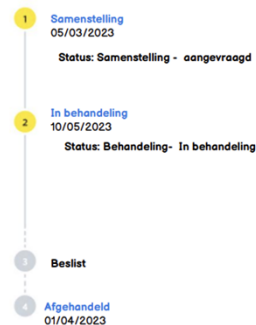 1 Samenstelling
05/03/2023
Status: Samenstelling - aangevraagd
2 In behandeling
10/05/2023
Status: Behandeling- In behandeling
3 Beslist
4 Afgehandeld
01/04/2023